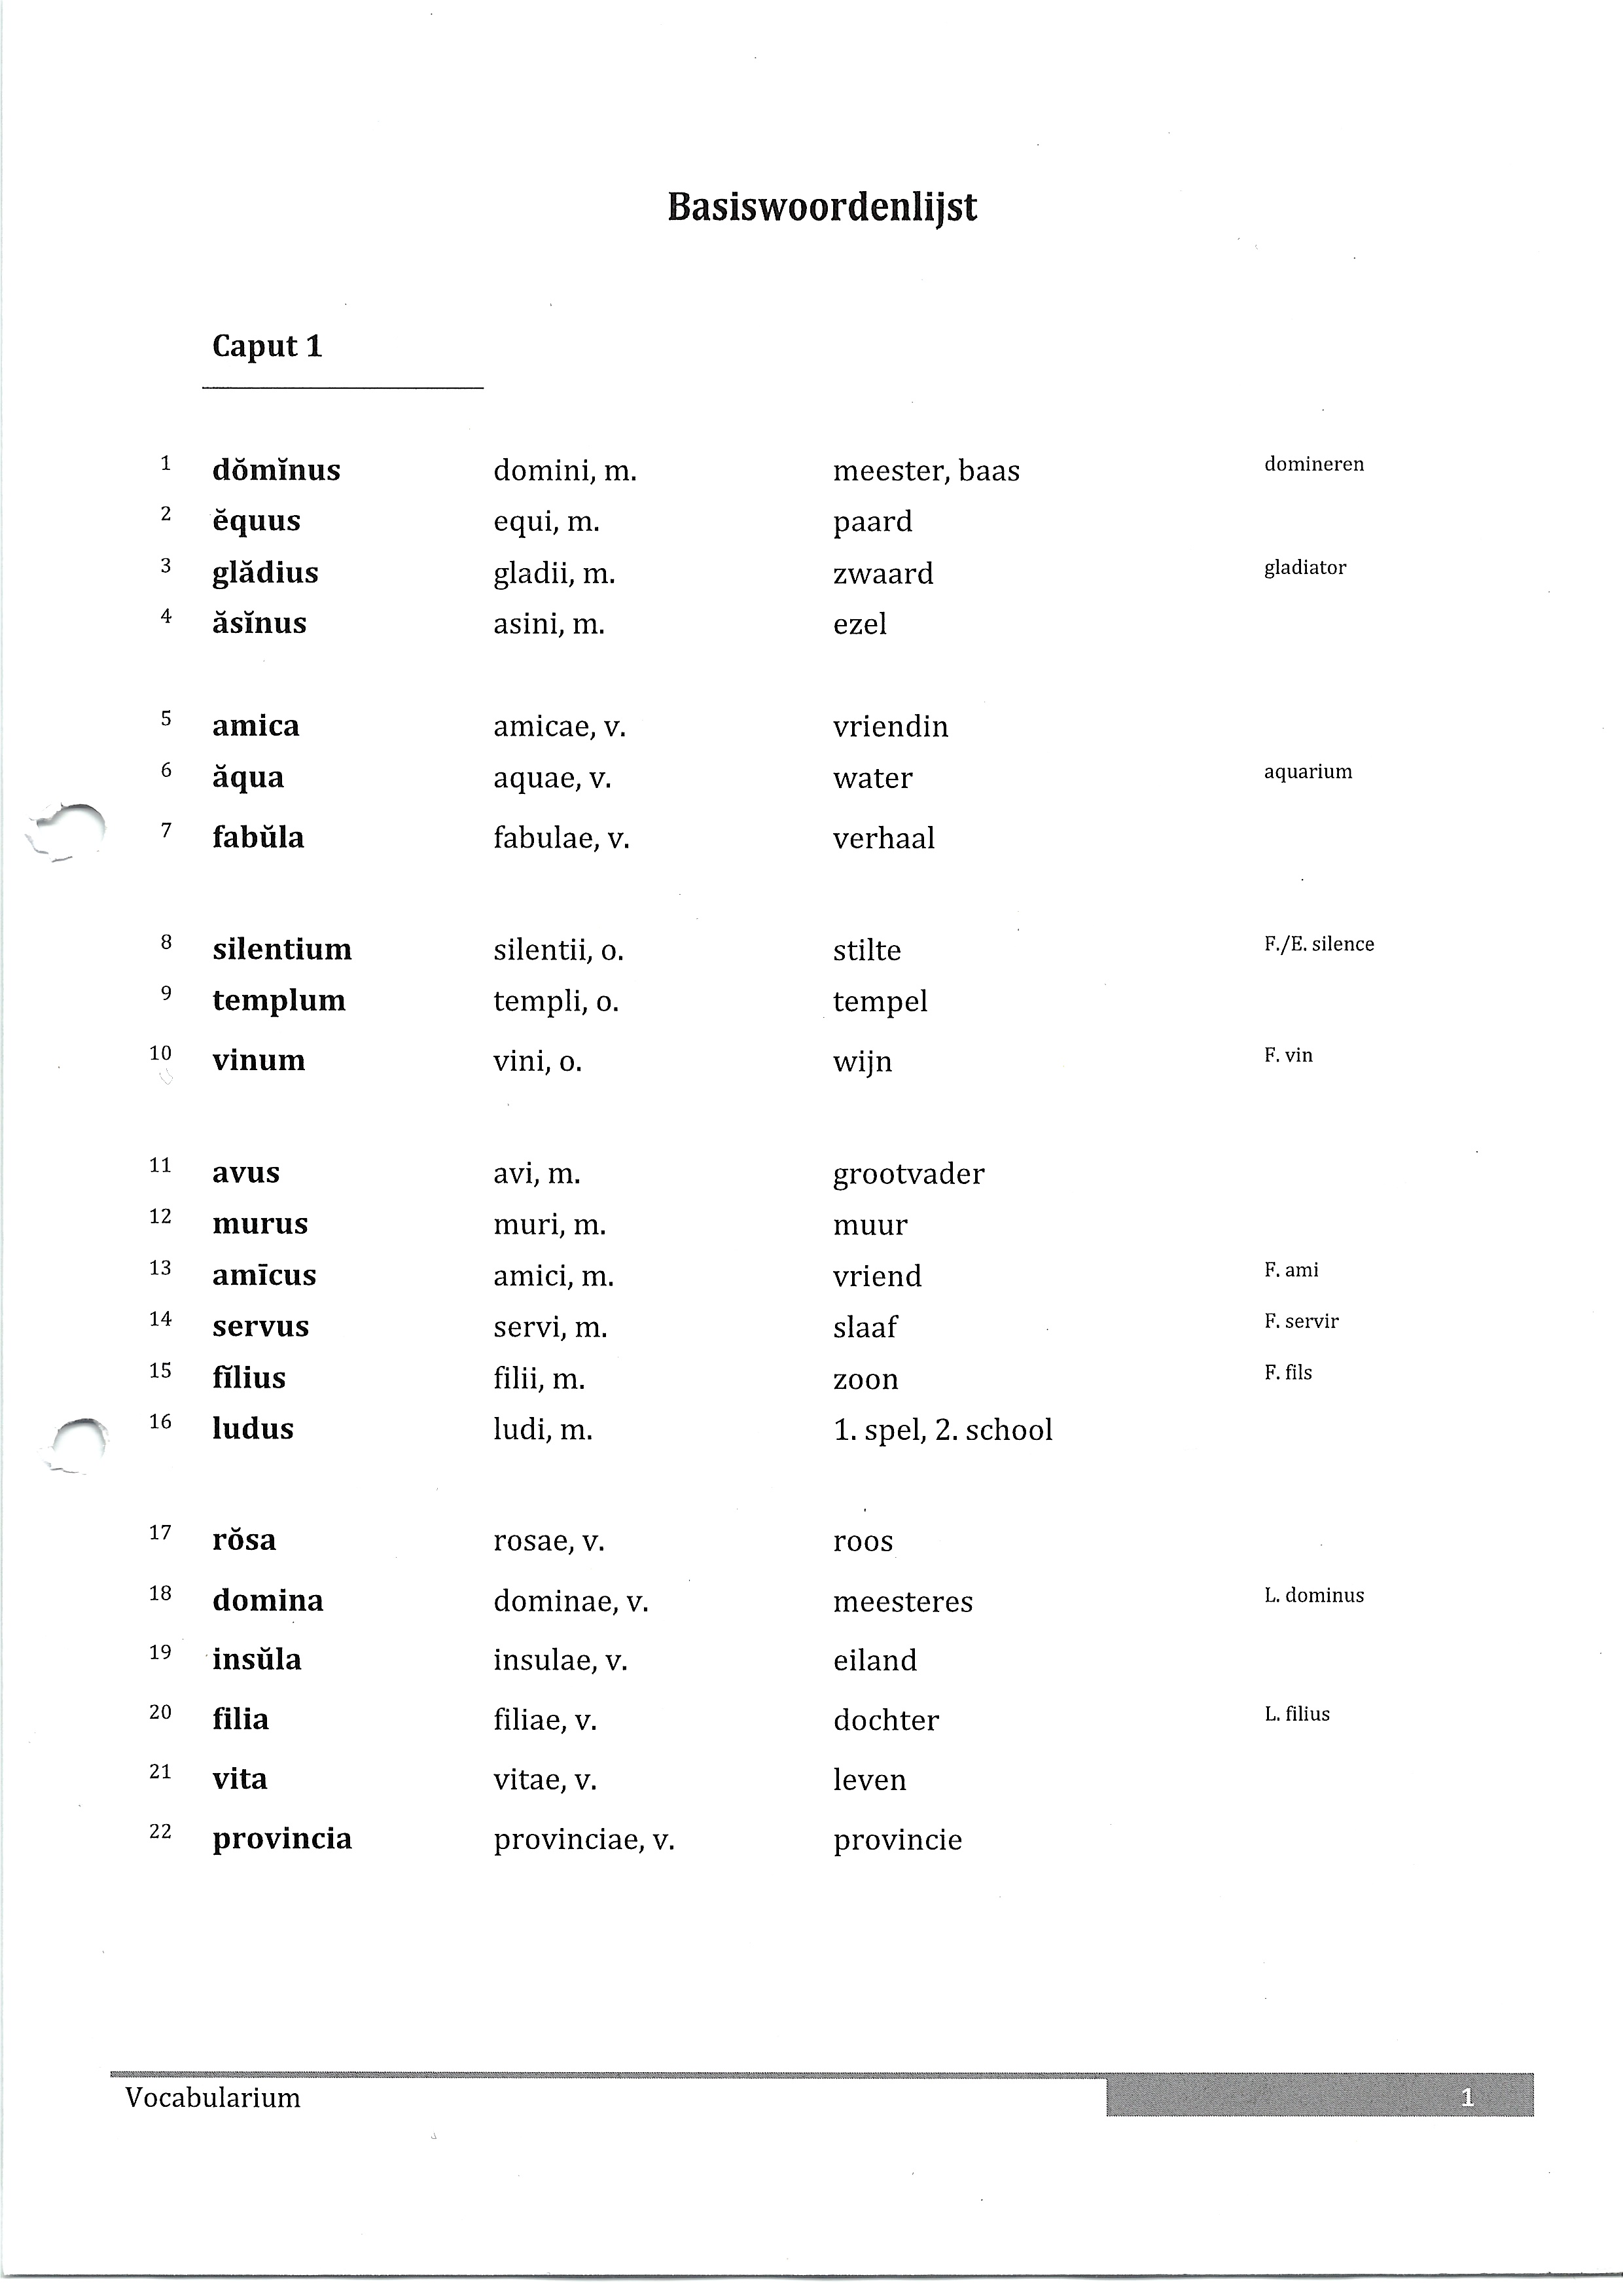 Basiswoordenlijst
Caput 1
1 dŏmĭnus domini, m. meester, baas domineren
2 ĕquus equi, m. paard
3 glădius gladii, m. zwaard gladiator
4 ăsĭnus asini, m. ezel
5 amica amicae, v. vriendin
6 ăqua aquae, v. water aquarium
7 fabŭla fabulae, v. verhaal
8 silentium silentii, o. stilte F./E. silence
9 templum templi, o. tempel
10 vinum vini, o. wijn F. vin
11 avus avi, m. grootvader
12 murus muri, m. muur
13 amīcus amici, m. vriend F. ami
14 servus servi, m. slaaf F. servir
15 fīlius filii, m. zoon F. fils
16 ludus ludi, m. 1. spel, 2. school
17 rŏsa rosae, v. roos
18 domina dominae, v. meesteres L. dominus
19 insŭla insulae, v. eiland
20 filia filiae, v. dochter L. filius
21 vita vitae, v. leven
22 provincia provinciae, v. provincie
Vocabularium 1